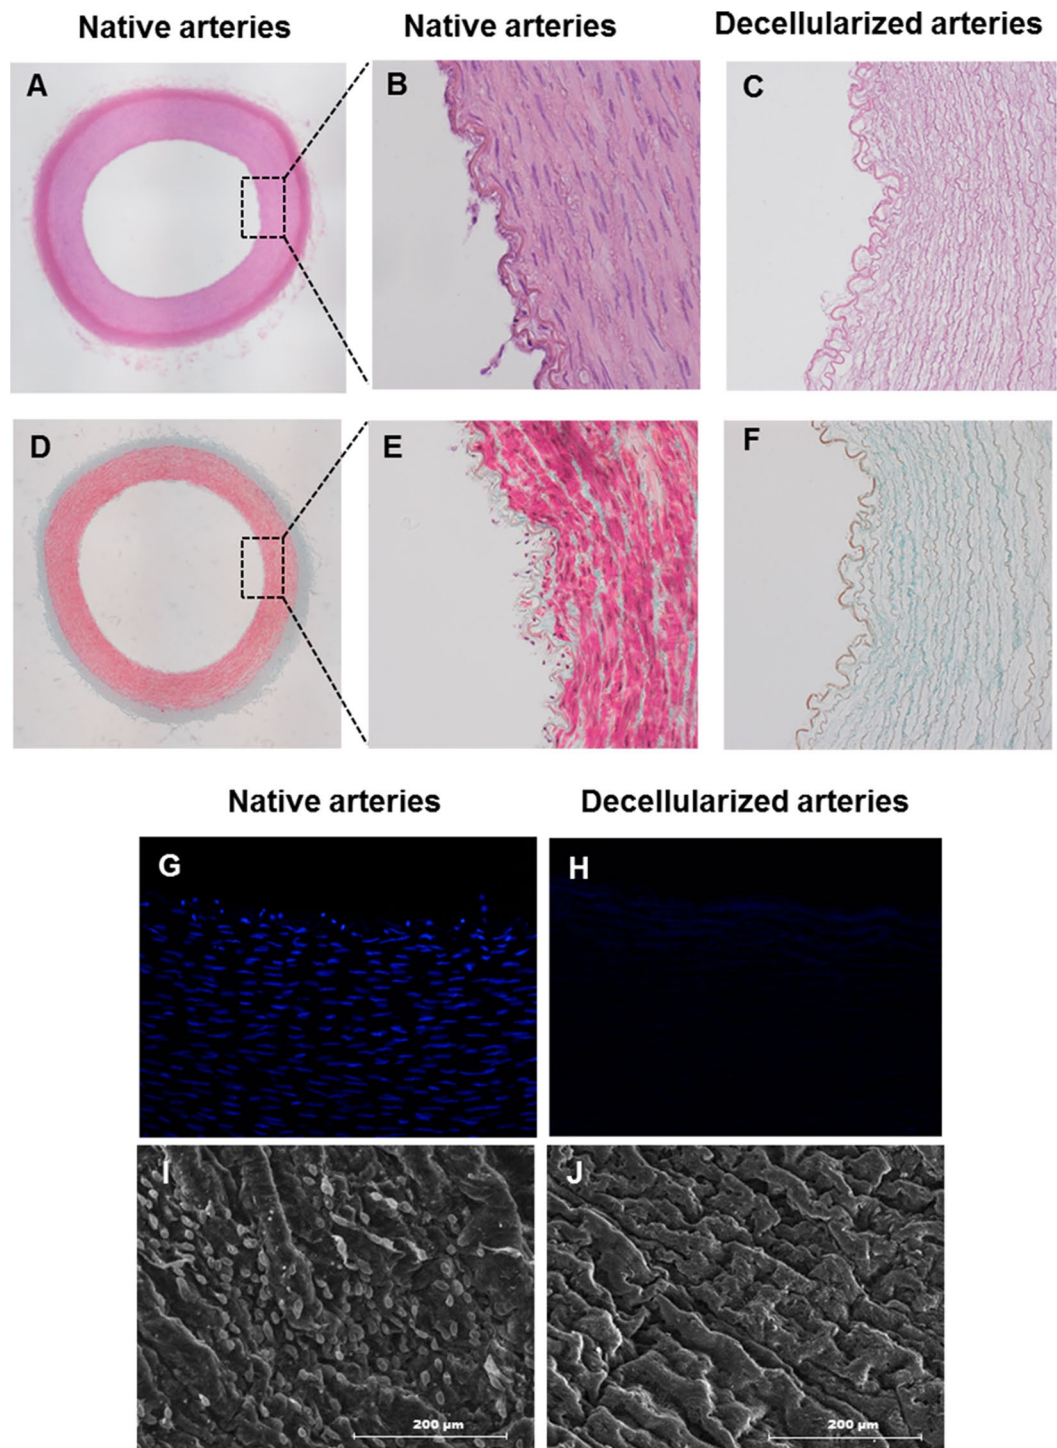 Native arteries Native arteries Decellularized arteries
A B C
D E F
Native arteries Decellularized arteries
G H
I J
200 µm 200 µm